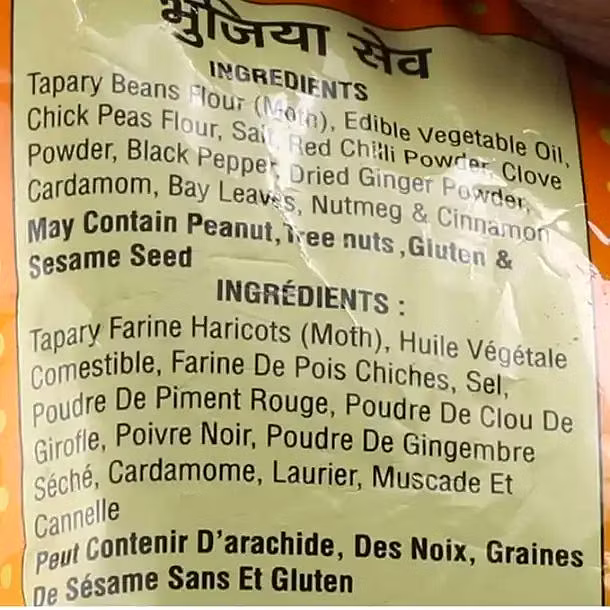 भुजिया सेव
INGREDIENTS
Tapary Beans Flour (Moth), Edible Vegetable Oil,
Chick Peas Flour, Salt, Red Chilli Powder, Clove
Powder, Black Pepper, Dried Ginger Powder,
Cardamom, Bay Leaves, Nutmeg & Cinnamon
May Contain Peanut, Tree nuts ,Gluten &
Sesame Seed
INGRÉDIENTS :
Tapary Farine Haricots (Moth), Huile Végétale
Comestible, Farine De Pois Chiches, Sel,
Poudre De Piment Rouge, Poudre De Clou De
Girofle, Poivre Noir, Poudre De Gingembre
Séché, Cardamome, Laurier, Muscade Et
Cannelle
Peut Contenir D'arachide, Des Noix, Graines
De Sésame Sans Et Gluten